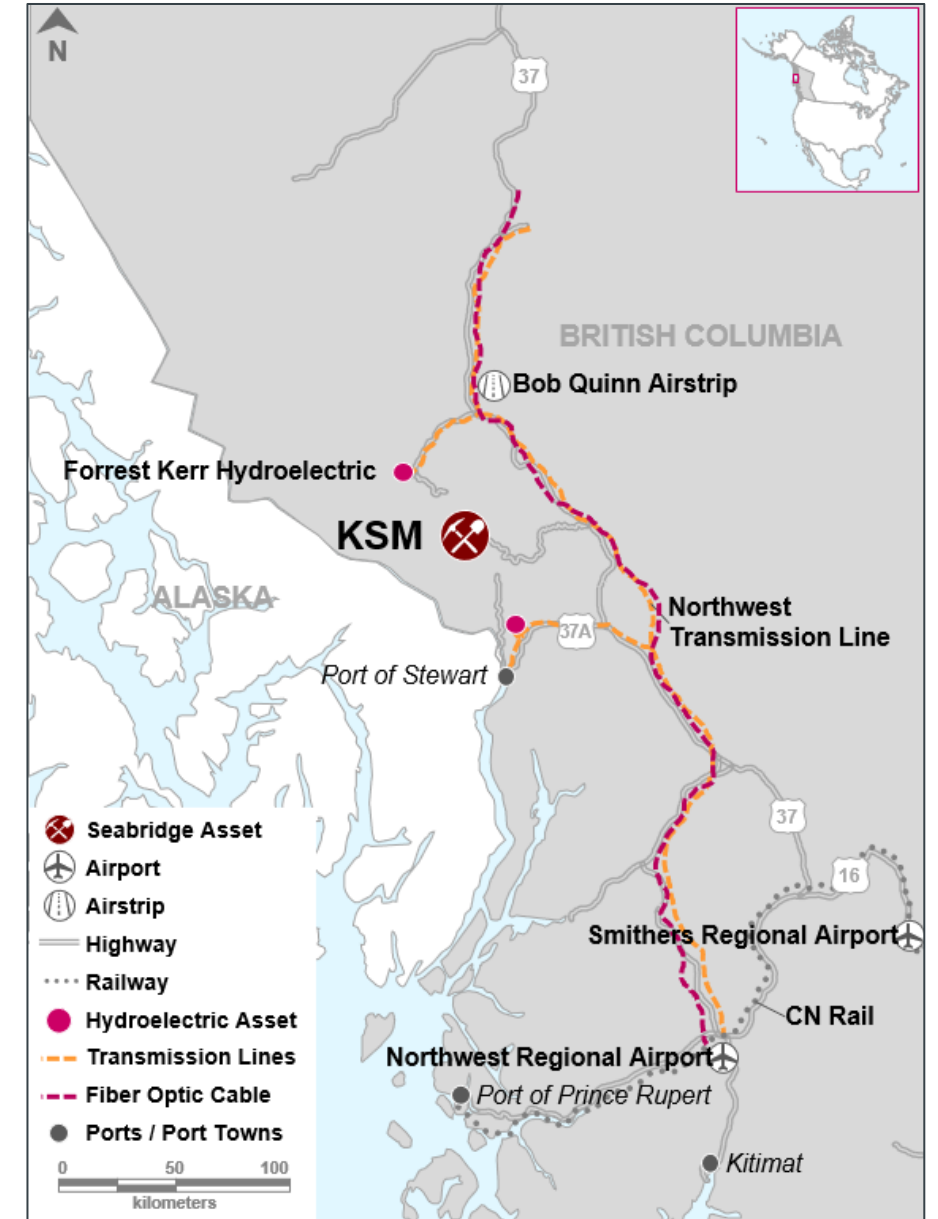 N
37
BRITISH COLUMBIA
Bob Quinn Airstrip
Forrest Kerr Hydroelectric
KSM
ALASKA
Northwest
Transmission Line
37A
Port of Stewart
37
16
Smithers Regional Airport
CN Rail
Northwest Regional Airport
Port of Prince Rupert
Kitimat
Seabridge Asset
Airport
Airstrip
Highway
Railway
Hydroelectric Asset
Transmission Lines
Fiber Optic Cable
Ports / Port Towns
0 50 100
kilometers